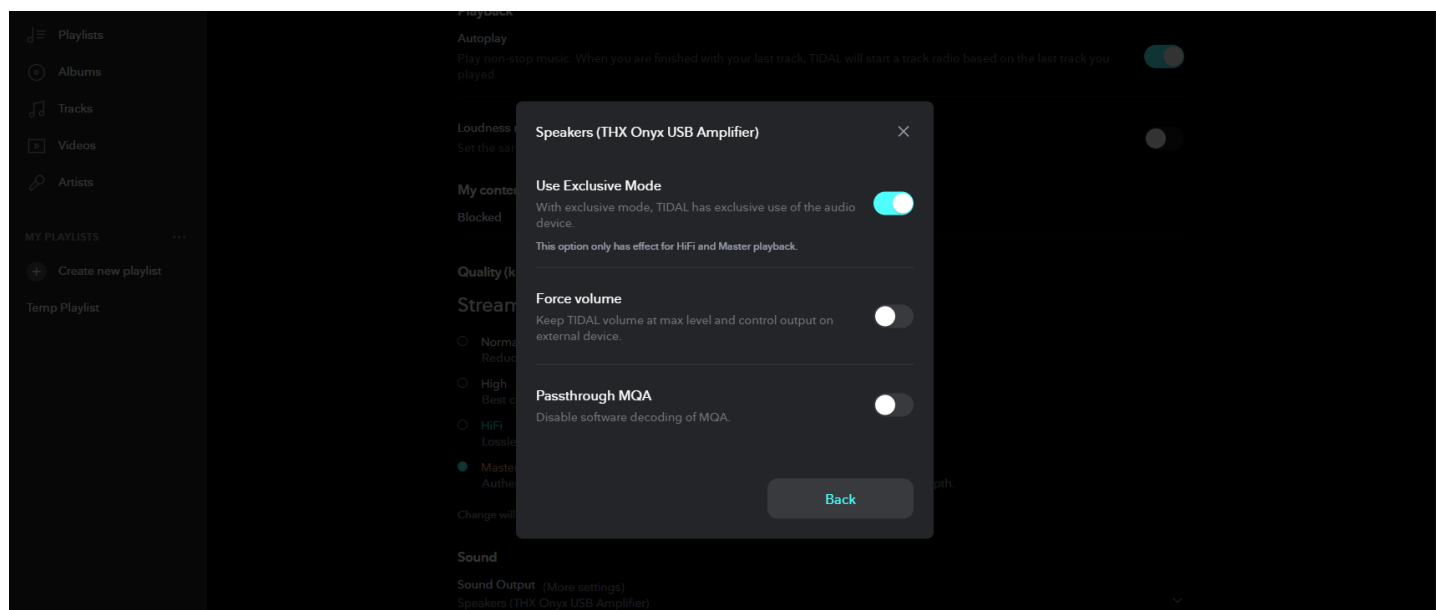 Playlists
Albums
Tracks
Videos
Artists
MY PLAYLISTS ...
Create new playlist
Temp Playlist
Playback
Autoplay
Play non-stop music. When you are finished with your last track, TIDAL will start a track radio based on the last track you
played
Loudness
Set the
My
Blocked
Quality
HiFi
High
Change will
Sound
Sound Output (More settings)
Speakers (THX Onyx USB Amplifier)
Speakers (THX Onyx USB Amplifier)
Use Exclusive Mode
With exclusive mode, TIDAL has exclusive use of the audio
device.
This option only has effect for HiFi and Master playback.
Force volume
Keep TIDAL volume at max level and control output on
external device.
Passthrough MQA
Disable software decoding of MQA.
Back